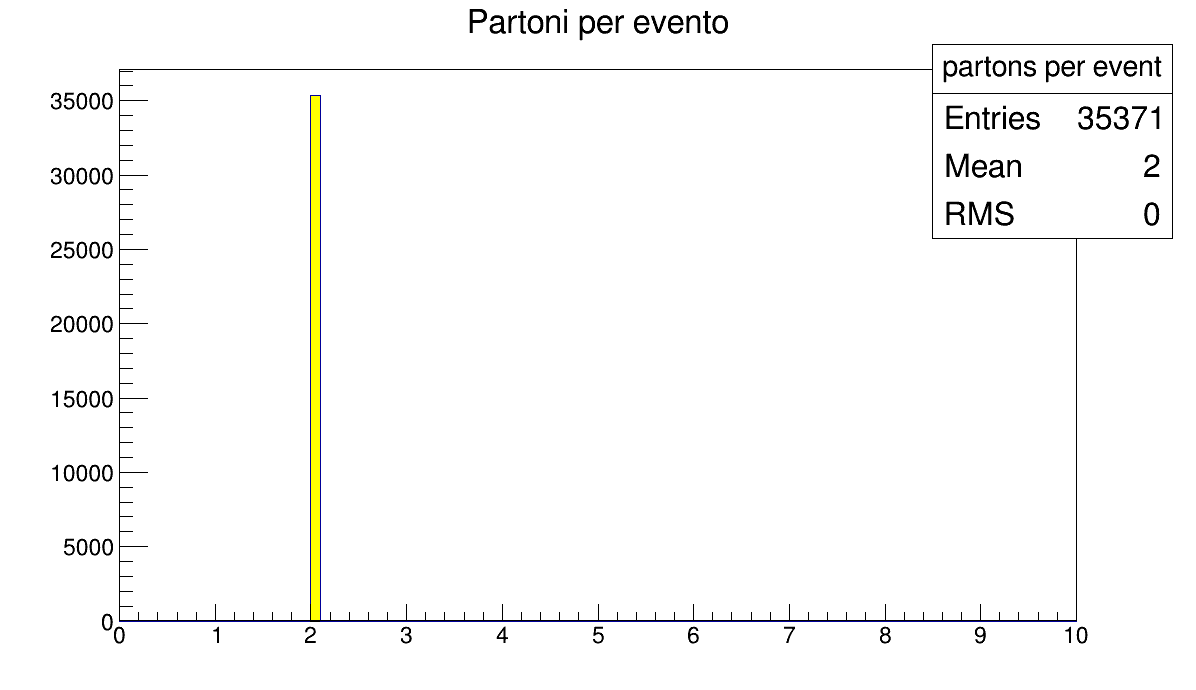 Partoni per evento
partons per event
Entries 35371
Mean 2
RMS 0
35000
30000
25000
20000
15000
10000
5000
0
0 1 2 3 4 5 6 7 8 9 10